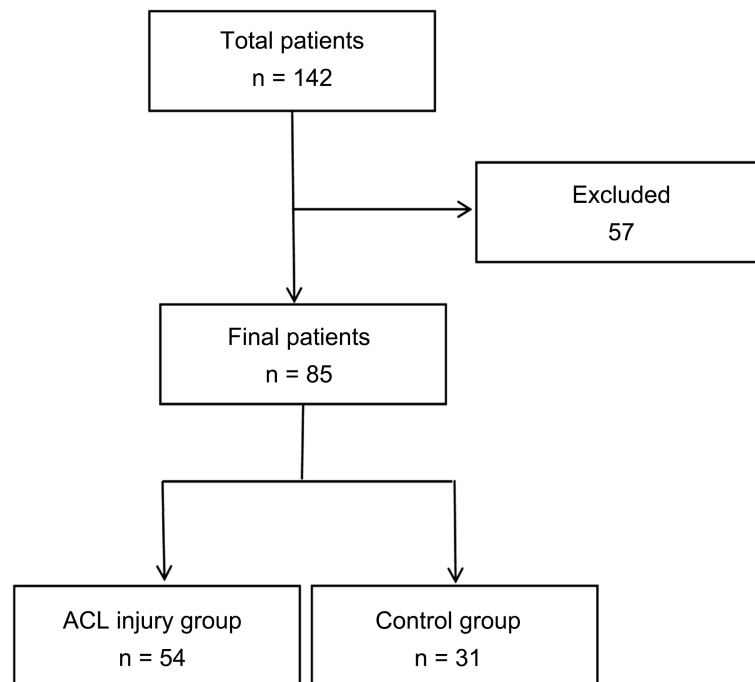 Total patients
n = 142
Excluded
57
Final patients
n = 85
ACL injury group
n = 54
Control group
n = 31